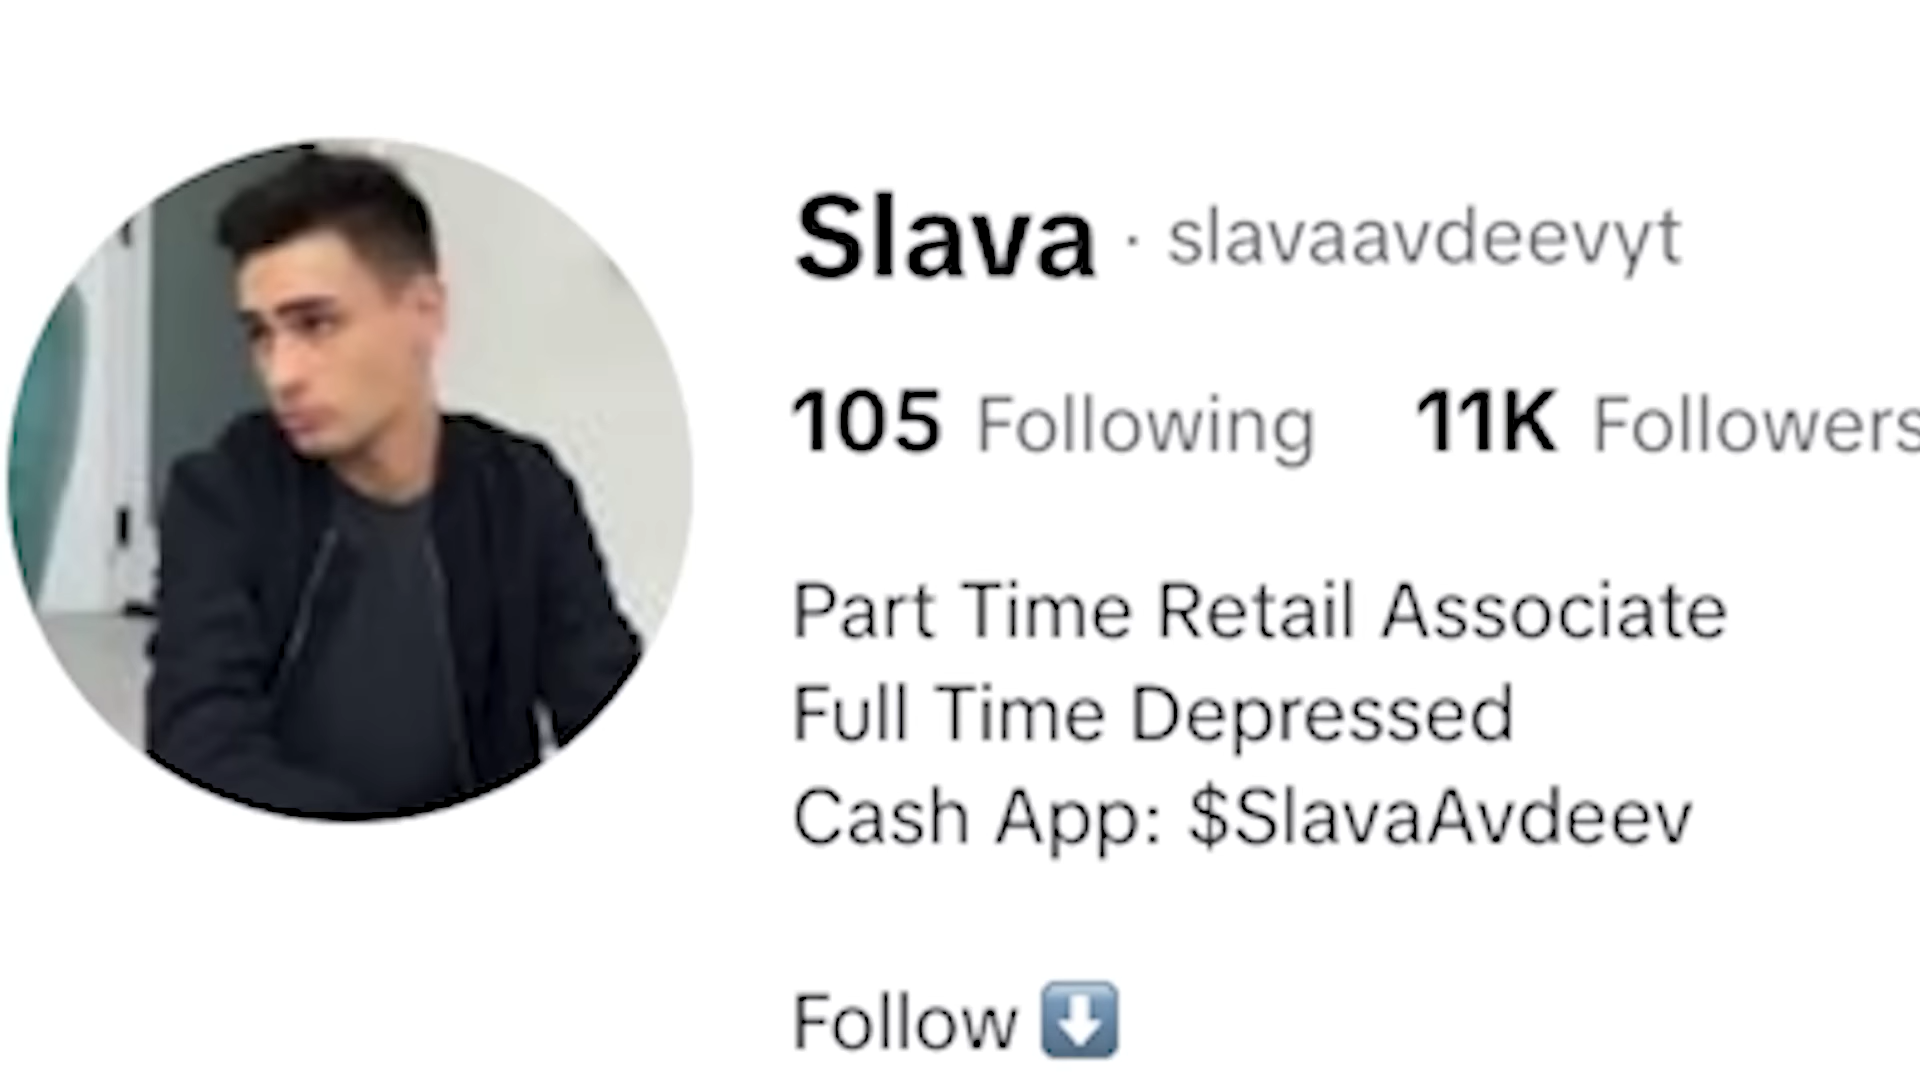 Slava · slavaavdeevyt
105 Following 11K Followers
Part Time Retail Associate
Full Time Depressed
Cash App: $SlavaAvdeev
Follow ⬇️